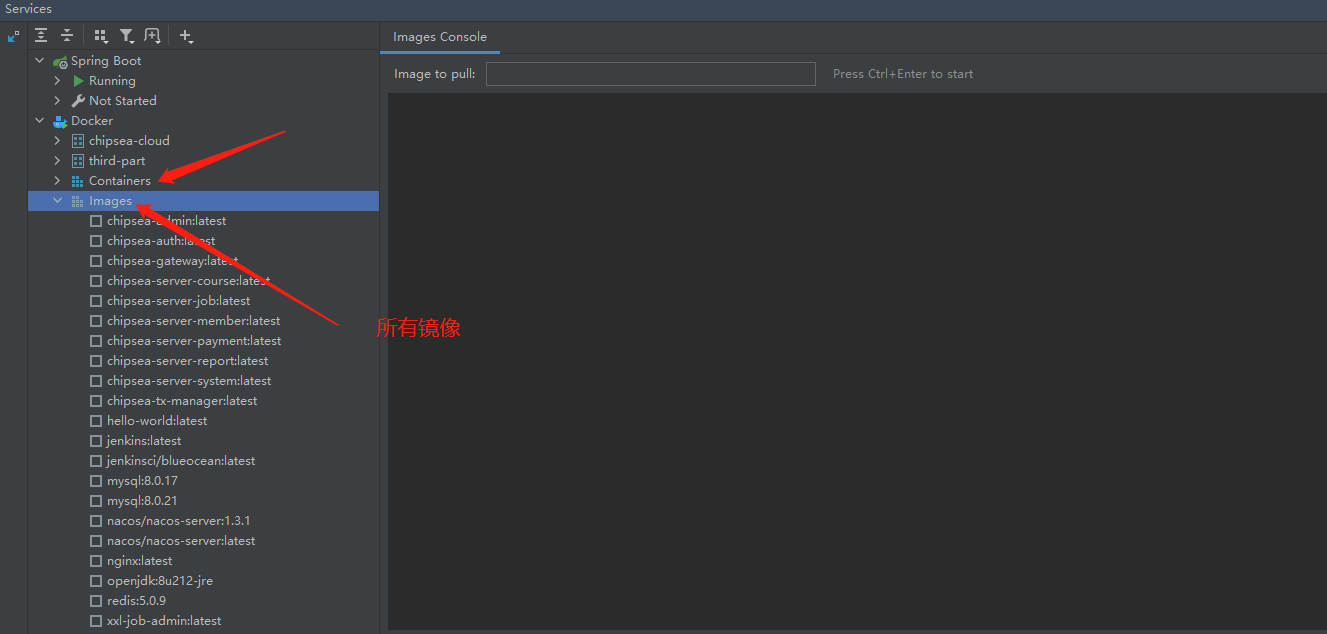 Services
Images Console
Image to pull:
Press Ctrl+Enter to start
Spring Boot
Running
Not Started
Docker
chipsea-cloud
third-part
Containers
Images
chipsea-admin:latest
chipsea-auth:latest
chipsea-gateway:latest
chipsea-server-course:latest
chipsea-server-job:latest
chipsea-server-member:latest
所有镜像
chipsea-server-payment:latest
chipsea-server-report:latest
chipsea-server-system:latest
chipsea-tx-manager:latest
hello-world:latest
jenkins:latest
jenkinsci/blueocean:latest
mysql:8.0.17
mysql:8.0.21
nacos/nacos-server:1.3.1
nacos/nacos-server:latest
nginx:latest
openjdk:8u212-jre
redis:5.0.9
xxl-job-admin:latest